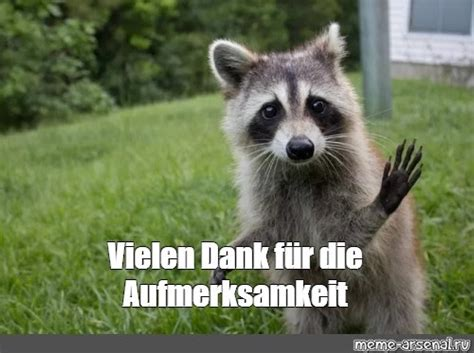 Vielen Dank für die
Aufmerksamkeit
meme-arsenal.ru